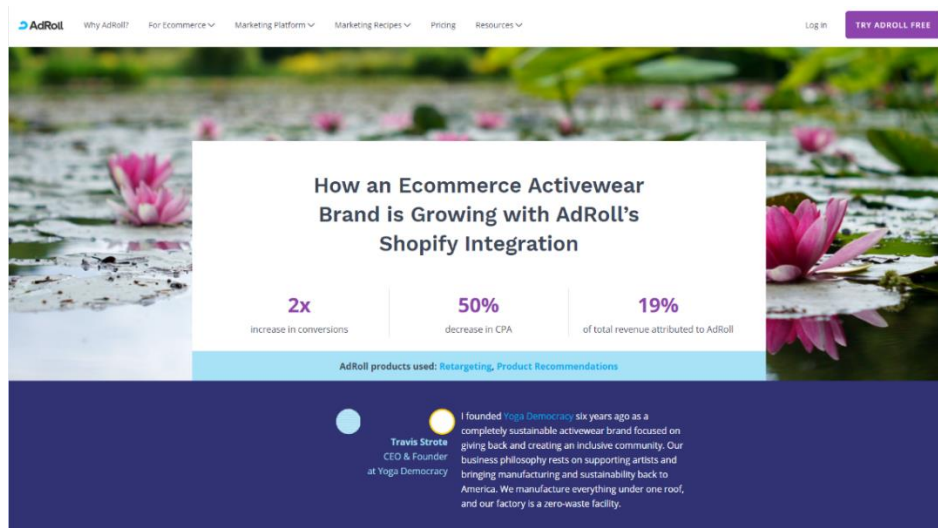 AdRoll
Why AdRoll?
For Ecommerce
Marketing Platform
Marketing Recipes
Pricing
Resources
Log in
TRY ADROLL FREE
How an Ecommerce Activewear
Brand is Growing with AdRoll's
Shopify Integration
2x
increase in conversions
50%
decrease in CPA
19%
of total revenue attributed to AdRoll
AdRoll products used: Retargeting, Product Recommendations
Travis Strote
CEO & Founder
at Yoga Democracy
I founded Yoga Democracy six years ago as a
completely sustainable activewear brand focused on
giving back and creating an inclusive community. Our
business philosophy rests on supporting artists and
bringing manufacturing and sustainability back to
America. We manufacture everything under one roof,
and our factory is a zero-waste facility.